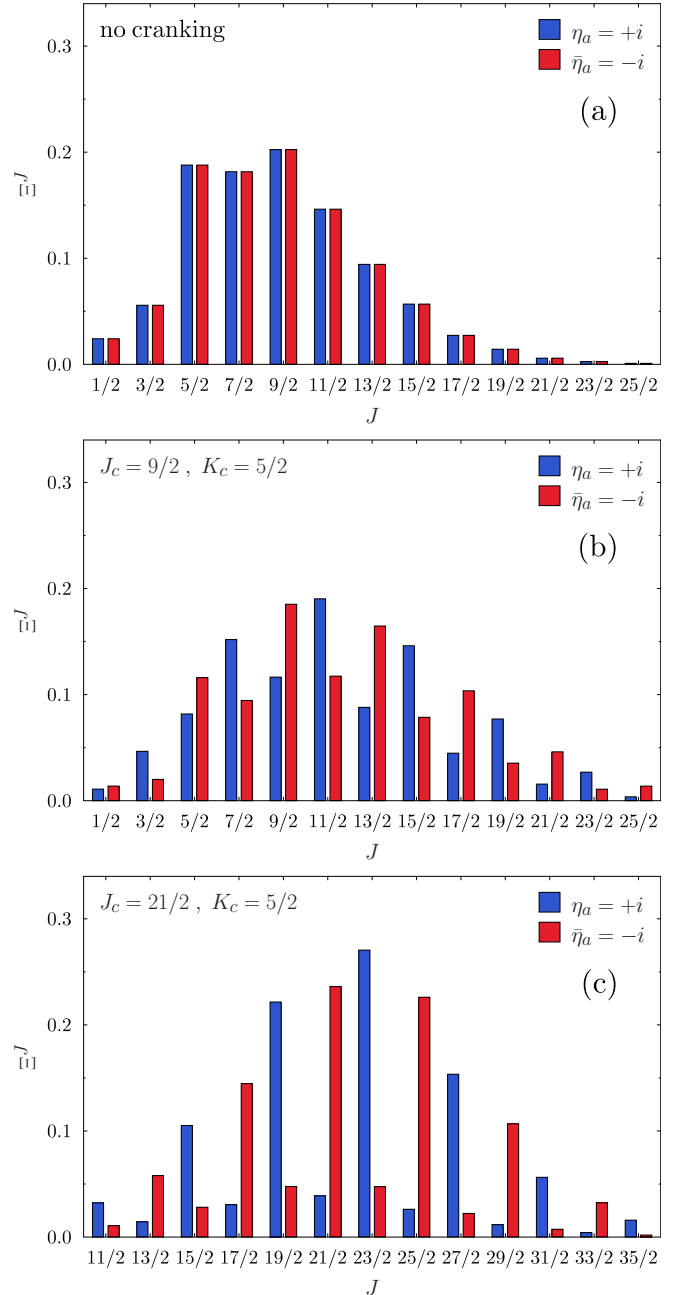 no cranking
η_a = +i
η̄_a = −i
(a)
Ξ^J
0.3
0.2
0.1
0.0
1/2 3/2 5/2 7/2 9/2 11/2 13/2 15/2 17/2 19/2 21/2 23/2 25/2
J
J_c = 9/2 , K_c = 5/2
η_a = +i
η̄_a = −i
(b)
Ξ^J
0.3
0.2
0.1
0.0
1/2 3/2 5/2 7/2 9/2 11/2 13/2 15/2 17/2 19/2 21/2 23/2 25/2
J
J_c = 21/2 , K_c = 5/2
η_a = +i
η̄_a = −i
(c)
Ξ^J
0.3
0.2
0.1
0.0
11/2 13/2 15/2 17/2 19/2 21/2 23/2 25/2 27/2 29/2 31/2 33/2 35/2
J